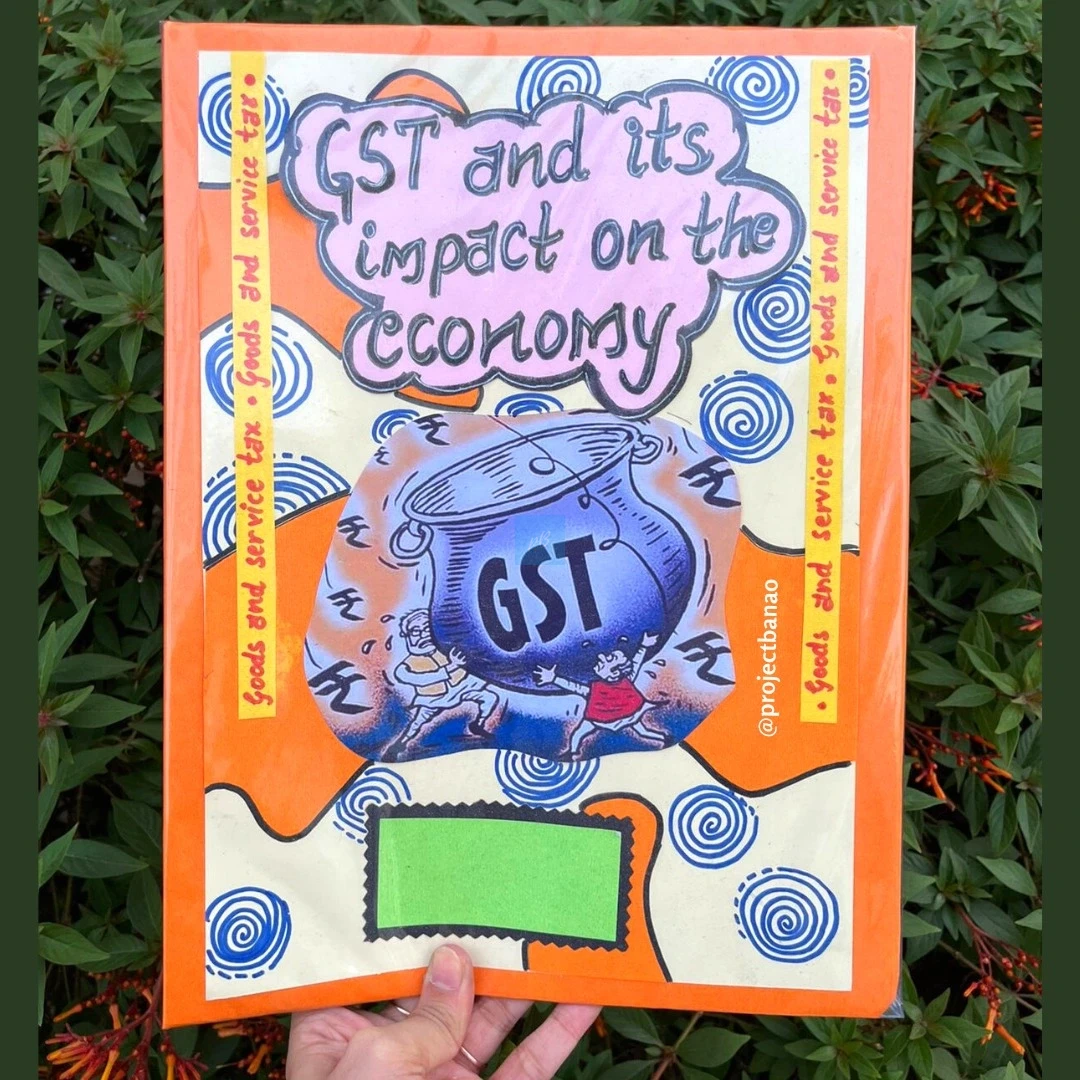 GST and its
impact on the
economy
• Goods and service tax • Goods and service tax •
Goods and service tax • Goods and service tax •
₹
₹
₹
₹
₹
₹
GST
@projectbanao